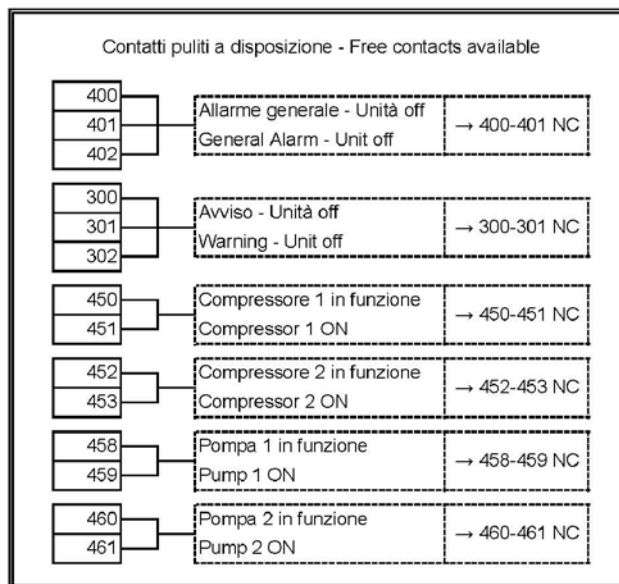 Contatti puliti a disposizione - Free contacts available
400
401
402
Allarme generale - Unità off
General Alarm - Unit off
→ 400-401 NC
300
301
302
Avviso - Unità off
Warning - Unit off
→ 300-301 NC
450
451
Compressore 1 in funzione
Compressor 1 ON
→ 450-451 NC
452
453
Compressore 2 in funzione
Compressor 2 ON
→ 452-453 NC
458
459
Pompa 1 in funzione
Pump 1 ON
→ 458-459 NC
460
461
Pompa 2 in funzione
Pump 2 ON
→ 460-461 NC